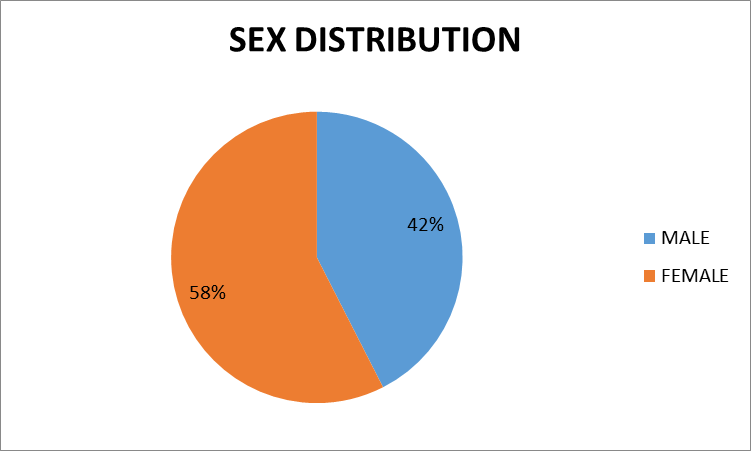 SEX DISTRIBUTION
42%
58%
MALE
FEMALE